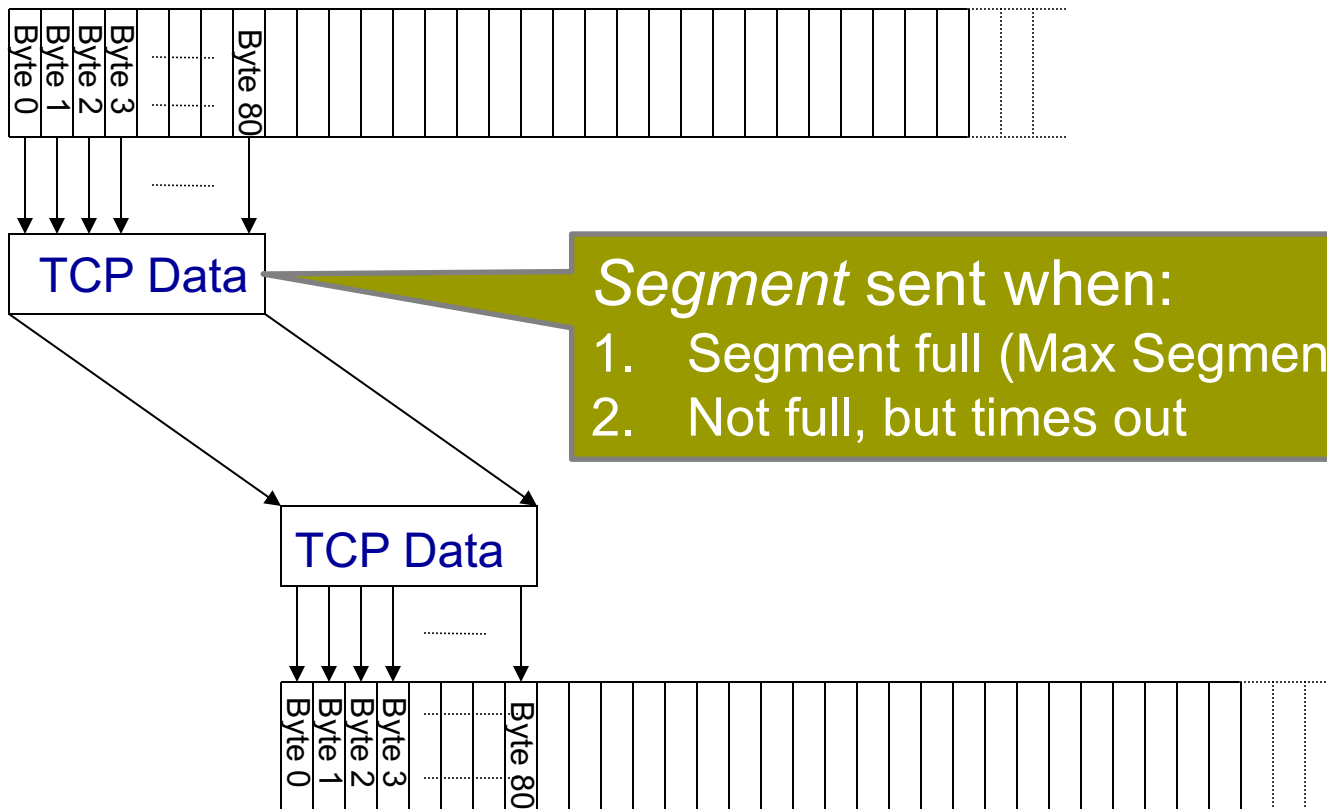 Byte 0
Byte 1
Byte 2
Byte 3
Byte 80
TCP Data
Segment sent when:
1. Segment full (Max Segmen
2. Not full, but times out
TCP Data
Byte 0
Byte 1
Byte 2
Byte 3
Byte 80